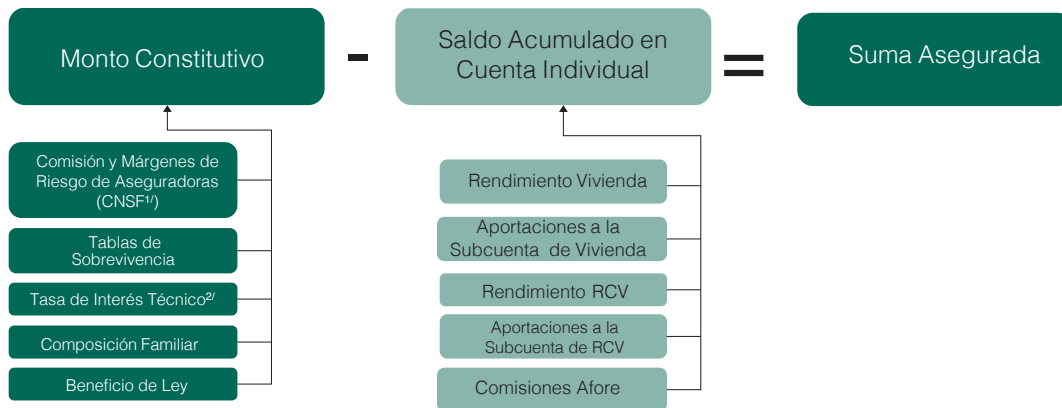 Monto Constitutivo
-
Saldo Acumulado en
Cuenta Individual
=
Suma Asegurada
Comisión y Márgenes de
Riesgo de Aseguradoras
(CNSF¹/)
Tablas de
Sobrevivencia
Tasa de Interés Técnico²/
Composición Familiar
Beneficio de Ley
Rendimiento Vivienda
Aportaciones a la
Subcuenta de Vivienda
Rendimiento RCV
Aportaciones a la
Subcuenta de RCV
Comisiones Afore